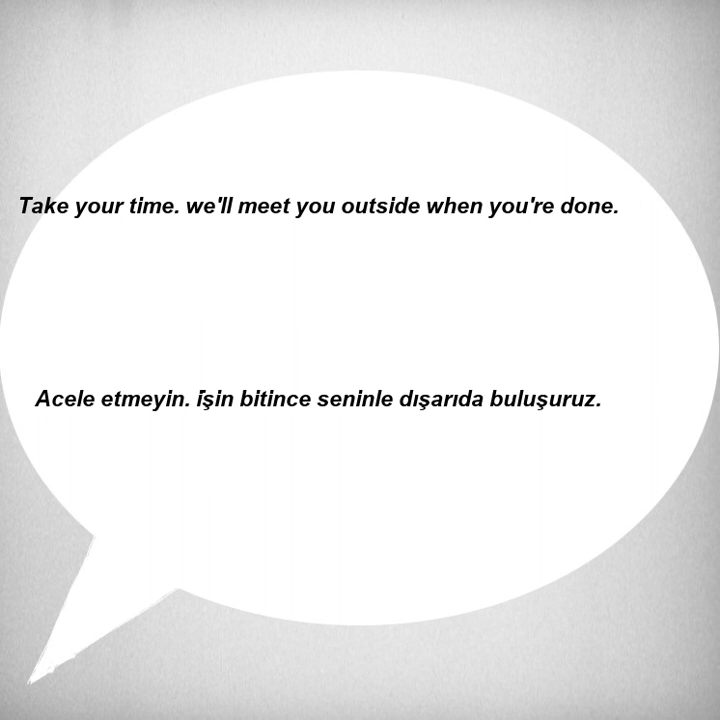 Take your time. we'll meet you outside when you're done.
Acele etmeyin. i̇şin bitince seninle dışarıda buluşuruz.